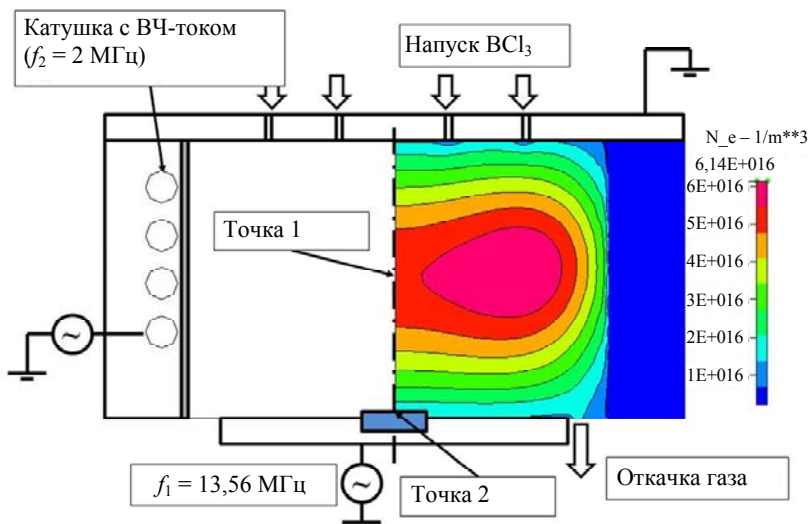 Катушка с ВЧ-током
(f₂ = 2 МГц)
Напуск BCl₃
N_e – 1/m**3
6,14E+016
6E+016
5E+016
4E+016
3E+016
2E+016
1E+016
Точка 1
~
f₁ = 13,56 МГц
~
Точка 2
Откачка газа